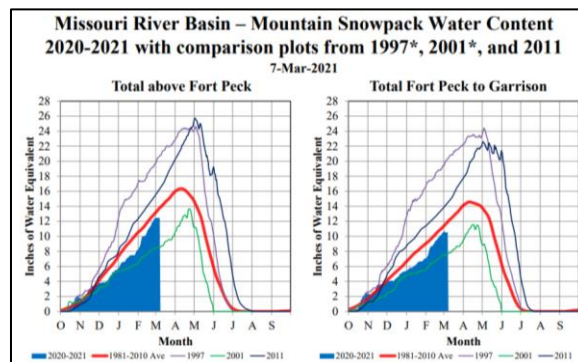 Missouri River Basin – Mountain Snowpack Water Content
2020-2021 with comparison plots from 1997*, 2001*, and 2011
7-Mar-2021
Total above Fort Peck
Inches of Water Equivalent
28
26
24
22
20
18
16
14
12
10
8
6
4
2
0
O N D J F M A M J J A S
Month
2020-2021 1981-2010 Ave 1997 2001 2011
Total Fort Peck to Garrison
Inches of Water Equivalent
28
26
24
22
20
18
16
14
12
10
8
6
4
2
0
O N D J F M A M J J A S
Month
2020-2021 1981-2010 Ave 1997 2001 2011